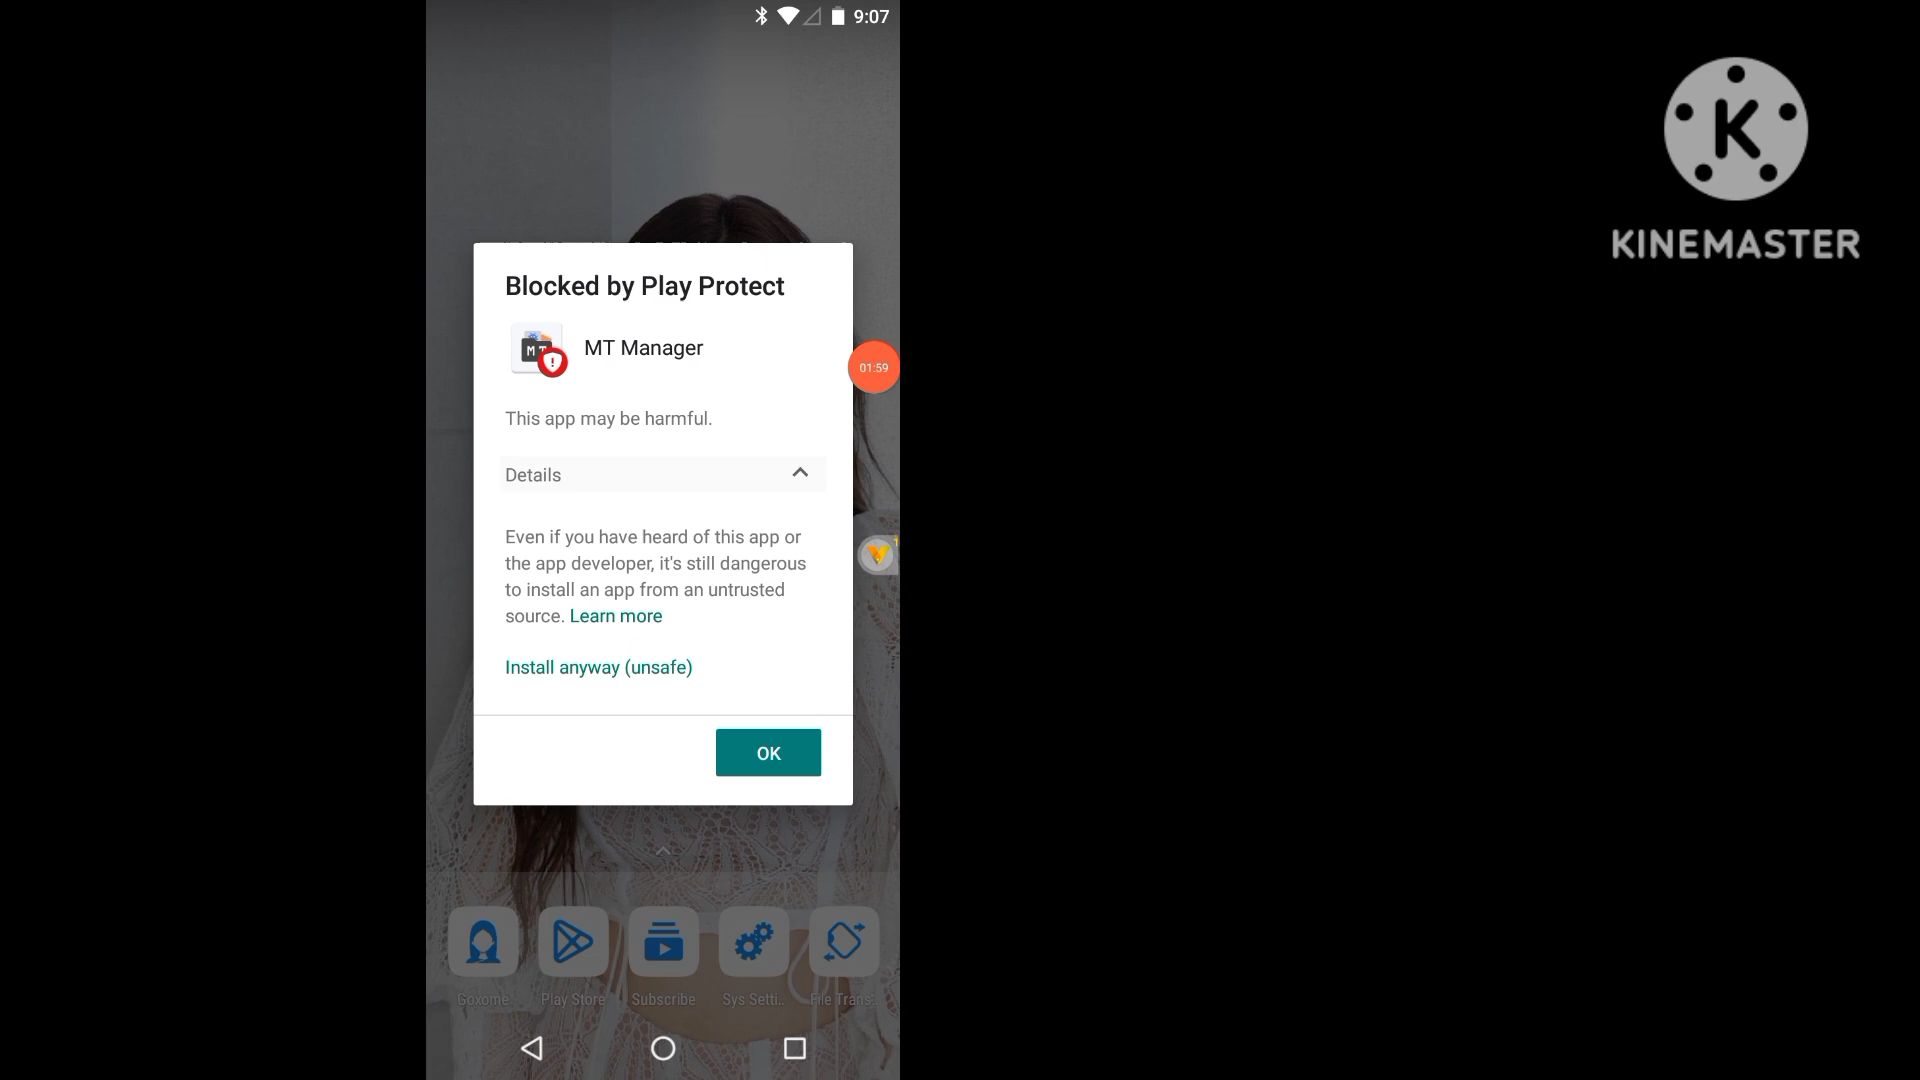 9:07
KINEMASTER
Blocked by Play Protect
MT Manager
01:59
This app may be harmful.
Details
Even if you have heard of this app or
the app developer, it's still dangerous
to install an app from an untrusted
source. Learn more
Install anyway (unsafe)
OK
Goxome Play Store Subscribe Sys Setti.. File Trans..